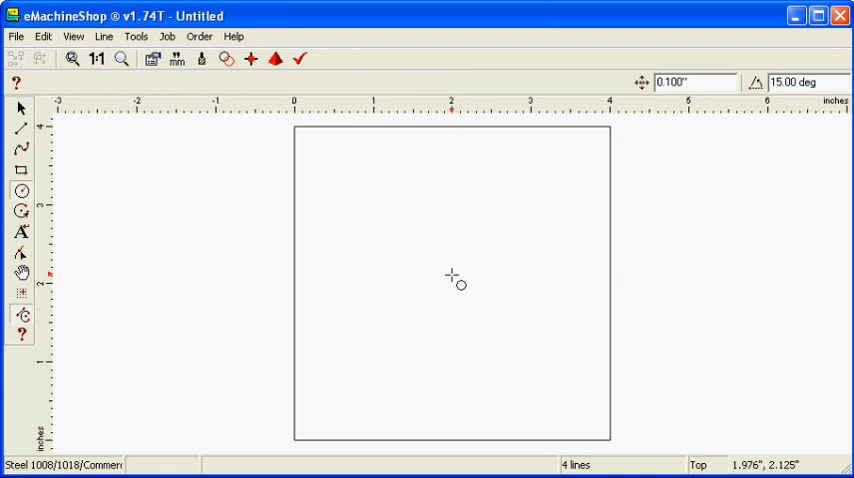 eMachineShop ® v1.74T - Untitled
File Edit View Line Tools Job Order Help
1:1 mm
? 0.100" 15.00 deg
-3 -2 -1 0 1 2 3 4 5 6 inches
4
3
2
1
inches
A
?
Steel 1008/1018/Commerc 4 lines Top 1.976", 2.125"